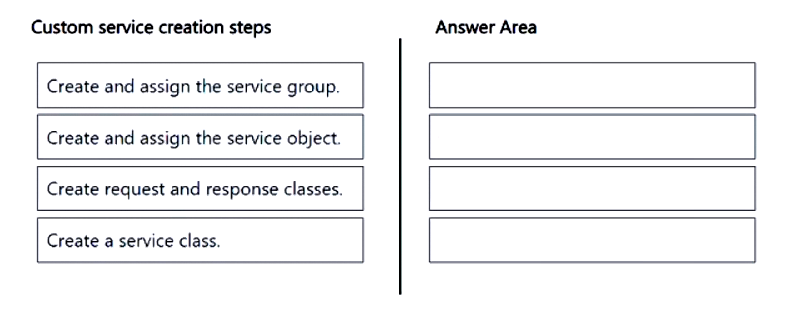 Custom service creation steps
Answer Area
Create and assign the service group.
Create and assign the service object.
Create request and response classes.
Create a service class.